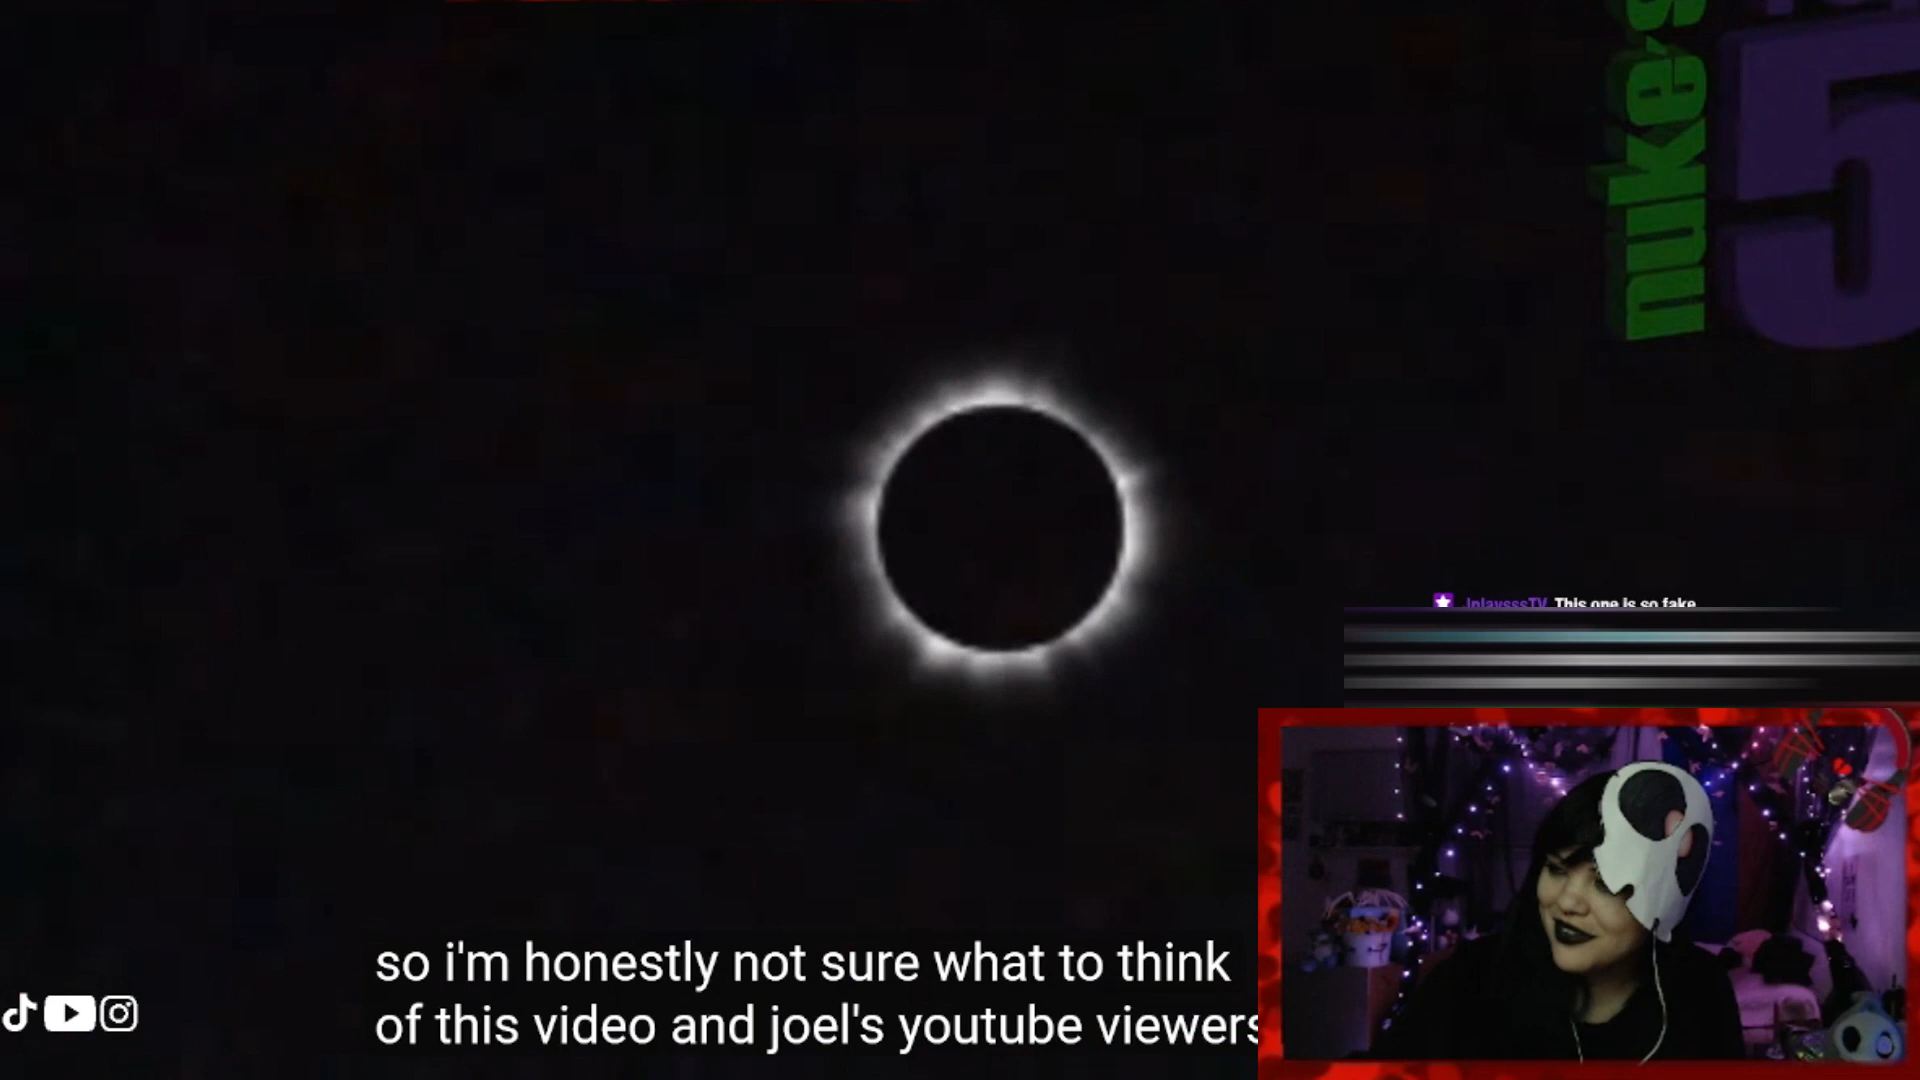 nuke's
5
JplaysssTV This one is so fake
so i'm honestly not sure what to think
of this video and joel's youtube viewers